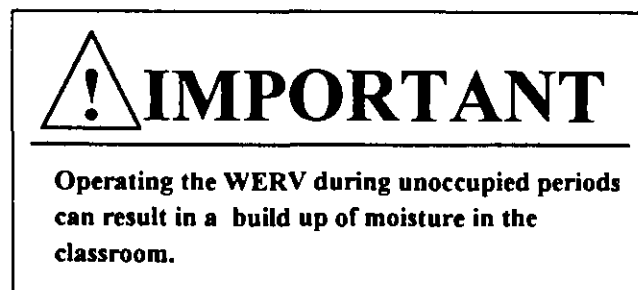 IMPORTANT
Operating the WERV during unoccupied periods
can result in a build up of moisture in the
classroom.